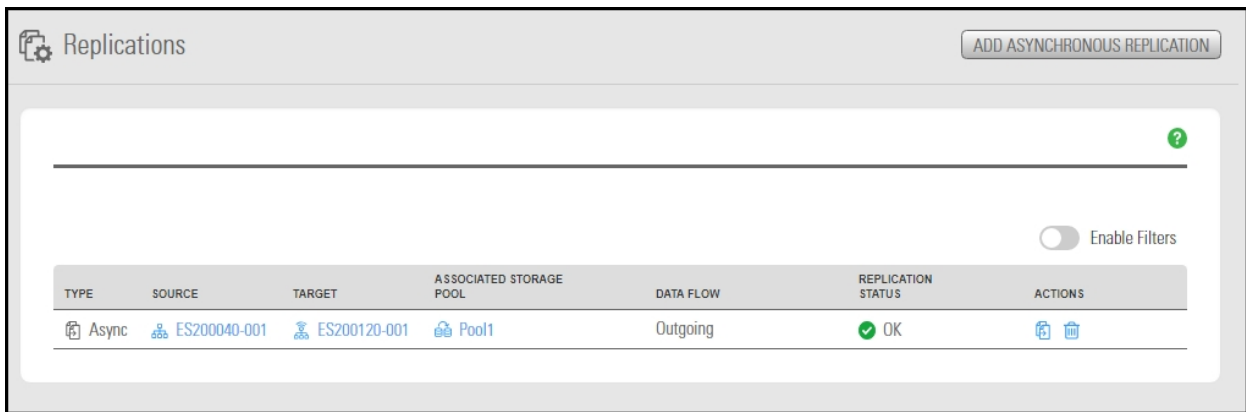 Replications
ADD ASYNCHRONOUS REPLICATION
?
Enable Filters
TYPE SOURCE TARGET ASSOCIATED STORAGE POOL DATA FLOW REPLICATION STATUS ACTIONS
Async ES200040-001 ES200120-001 Pool1 Outgoing OK